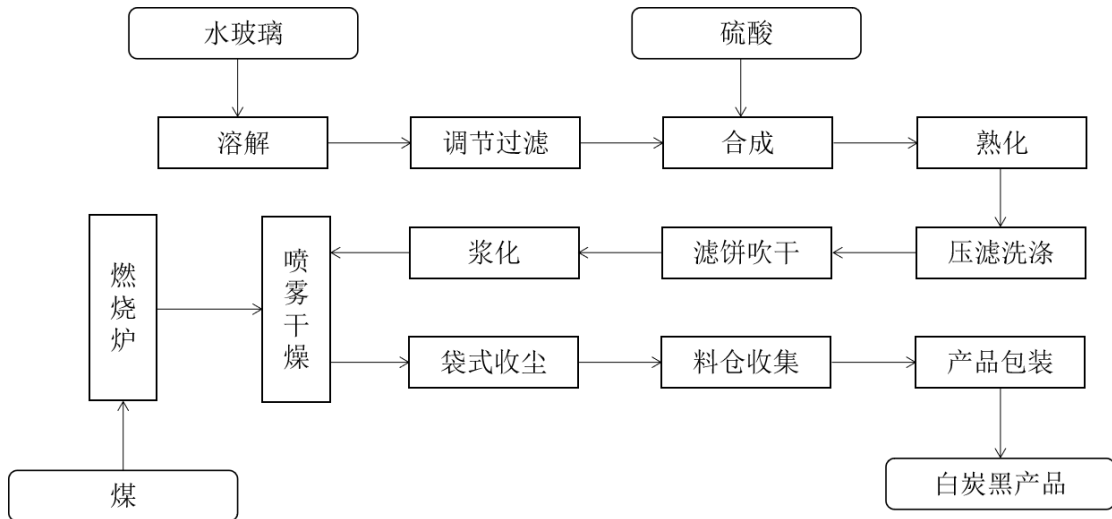 水玻璃
硫酸
溶解
调节过滤
合成
熟化
燃烧炉
喷雾干燥
浆化
滤饼吹干
压滤洗涤
袋式收尘
料仓收集
产品包装
煤
白炭黑产品